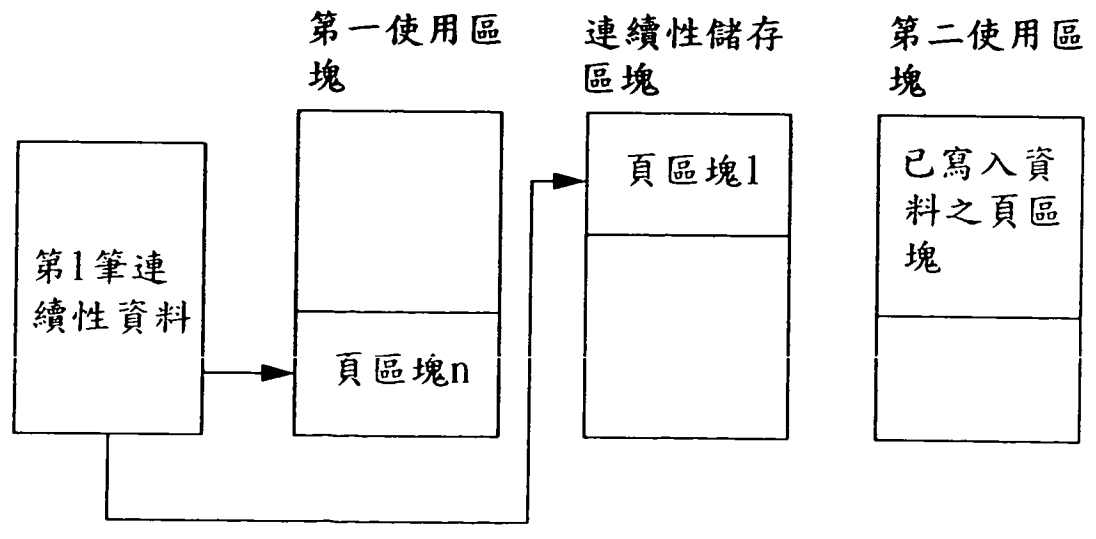 第一使用區
塊
連續性儲存
區塊
第二使用區
塊
第1筆連
續性資料
頁區塊n
頁區塊1
已寫入資
料之頁區
塊